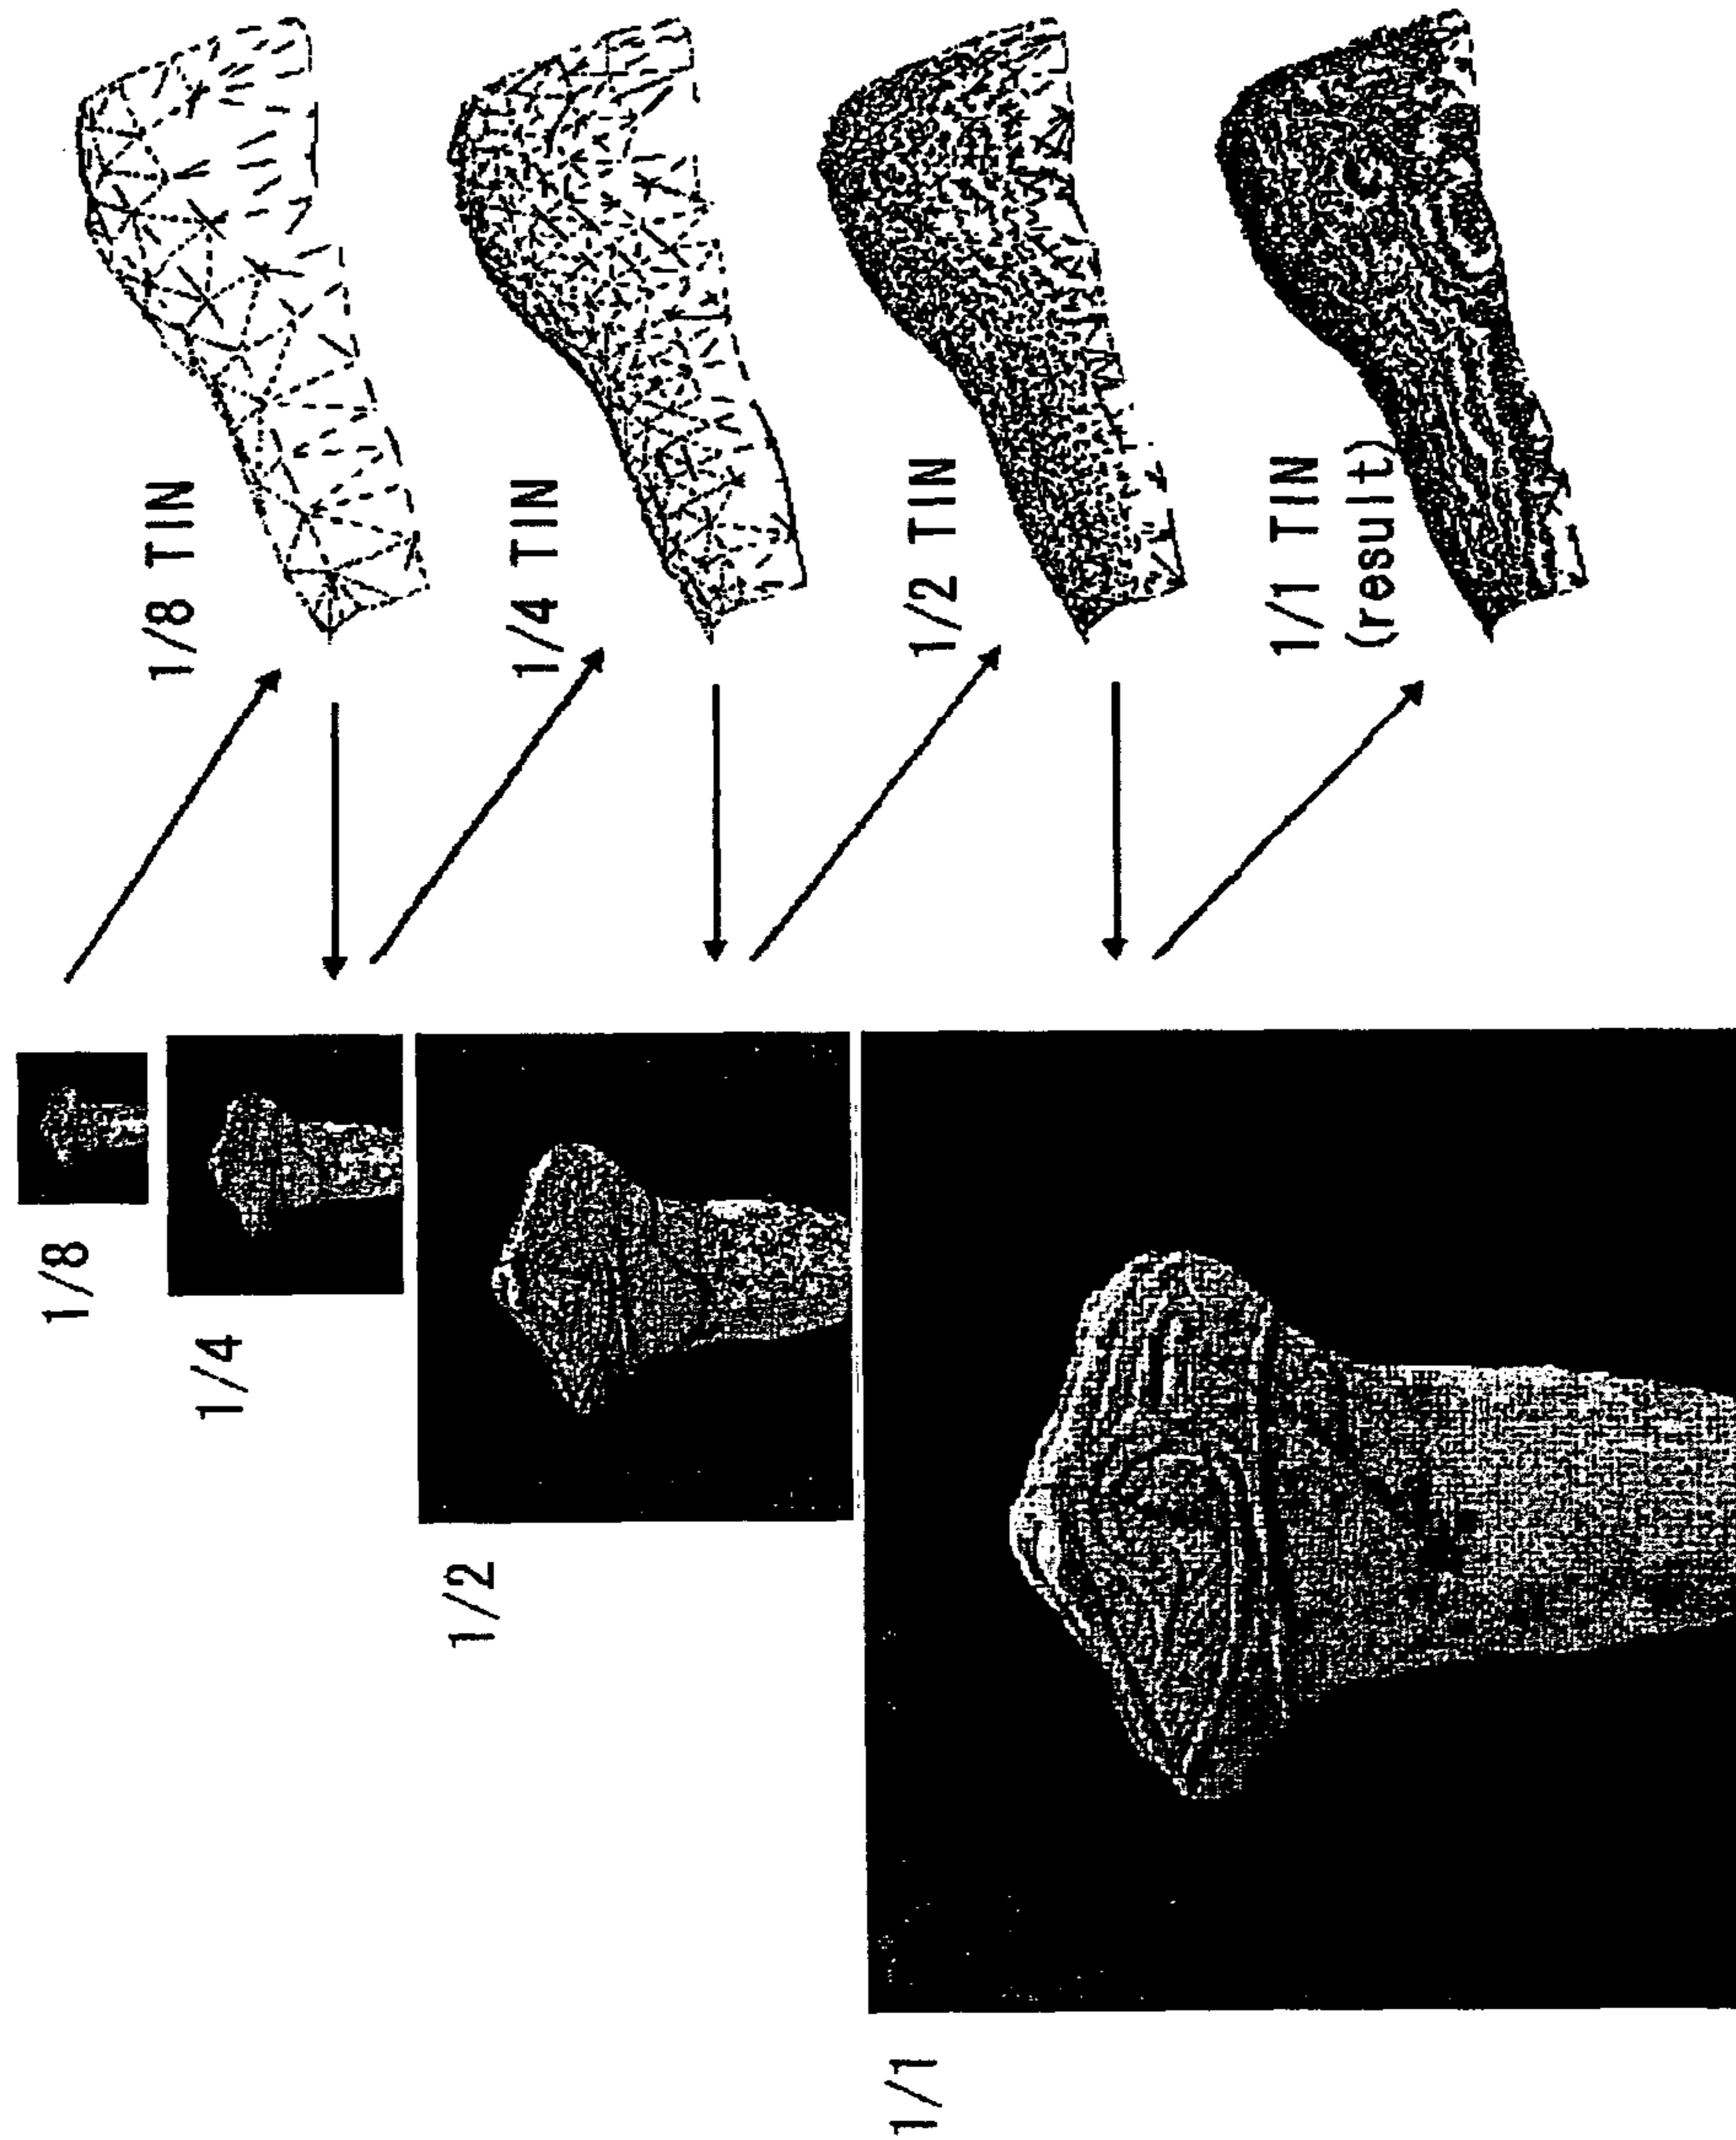 1/8
1/4
1/2
1/1
1/8 TIN
1/4 TIN
1/2 TIN
1/1 TIN
(result)